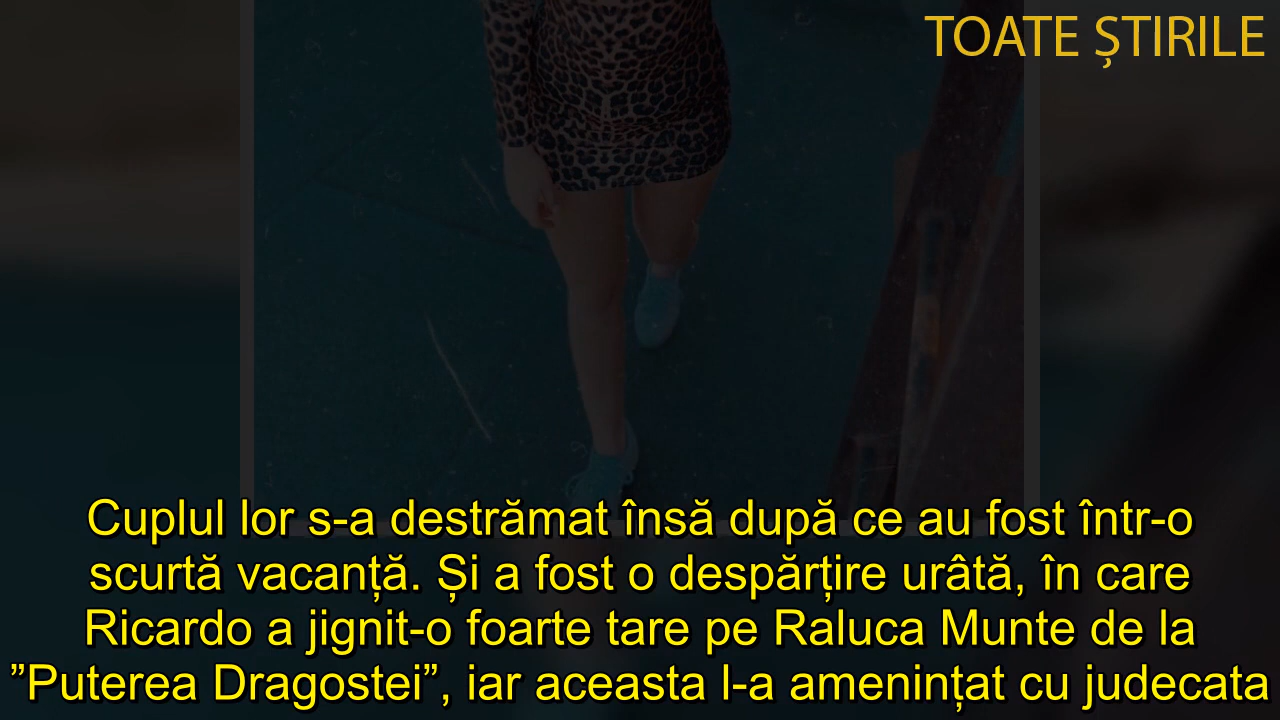 TOATE ȘTIRILE
Cuplul lor s-a destrămat însă după ce au fost într-o
scurtă vacanță. Și a fost o despărțire urâtă, în care
Ricardo a jignit-o foarte tare pe Raluca Munte de la
”Puterea Dragostei”, iar aceasta l-a amenințat cu judecata